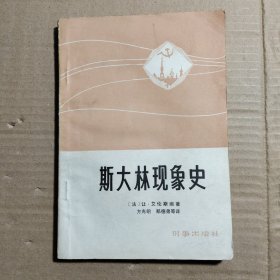 斯大林现象史
〔法〕让·艾伦斯坦著
方光明 郑楷德等译
时事出版社